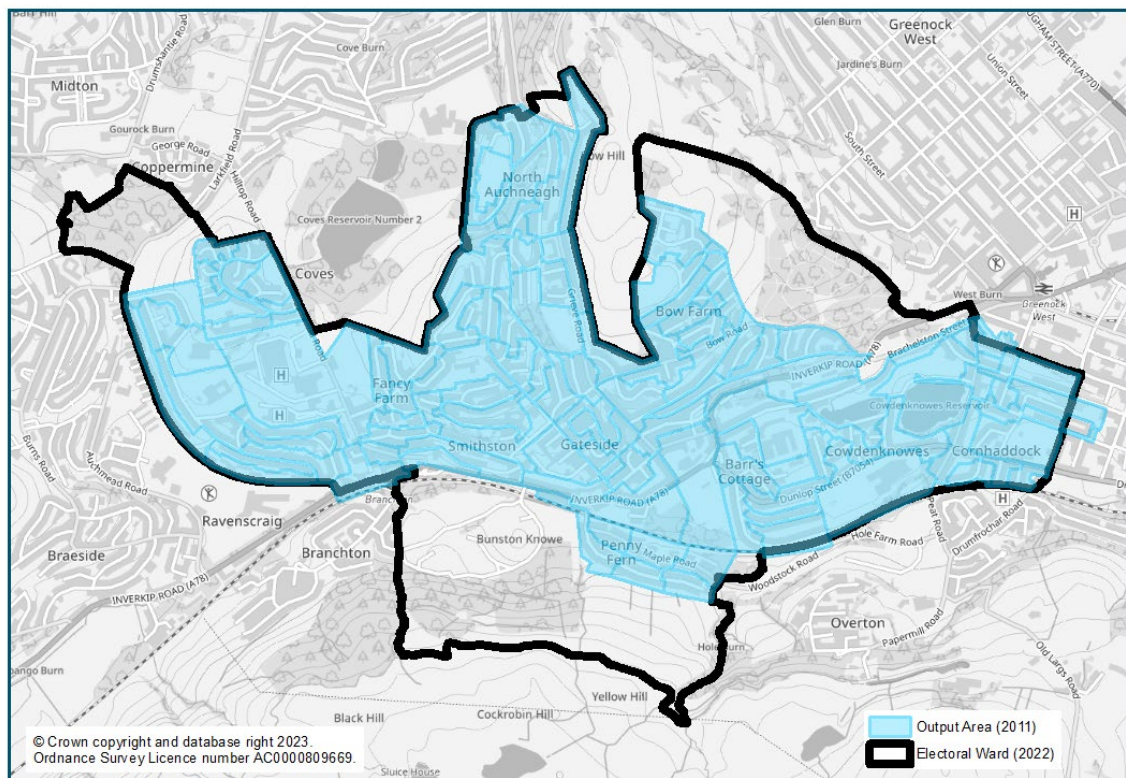 Cove Burn
Glen Burn
Greenock
West
Jardine's Burn
Union Street
Drumshantie Road
Midton
Gourock Burn
George Road
Coppermine
Larkfield Road
Hilltop Road
South Street
North
Auchneagh
Coves Reservoir Number 2
Coves
H
West Burn
Greenock
West
Bow Farm
Grieve Road
Bow Road
Brachelston Street
INVERKIP ROAD (A78)
H
Fancy
Farm
Cowdenknowes Reservoir
H
Smithston
Gateside
Cowdenknowes
Cornhaddock
Barr's
Cottage
Dunlop Street (B7054)
Burns Road
Auchmead Road
INVERKIP ROAD (A78)
H
Ravenscraig
Branchton
Bunston Knowe
Penny
Fern
Maple Road
Hole Farm Road
Drumfrochar Road
Braeside
Woodstock Road
INVERKIP ROAD (A78)
Overton
Papermill Road
Old Largs Road
Hole Burn
Yellow Hill
Black Hill
Cockrobin Hill
Sluice House
Output Area (2011)
Electoral Ward (2022)
© Crown copyright and database right 2023.
Ordnance Survey Licence number AC0000809669.